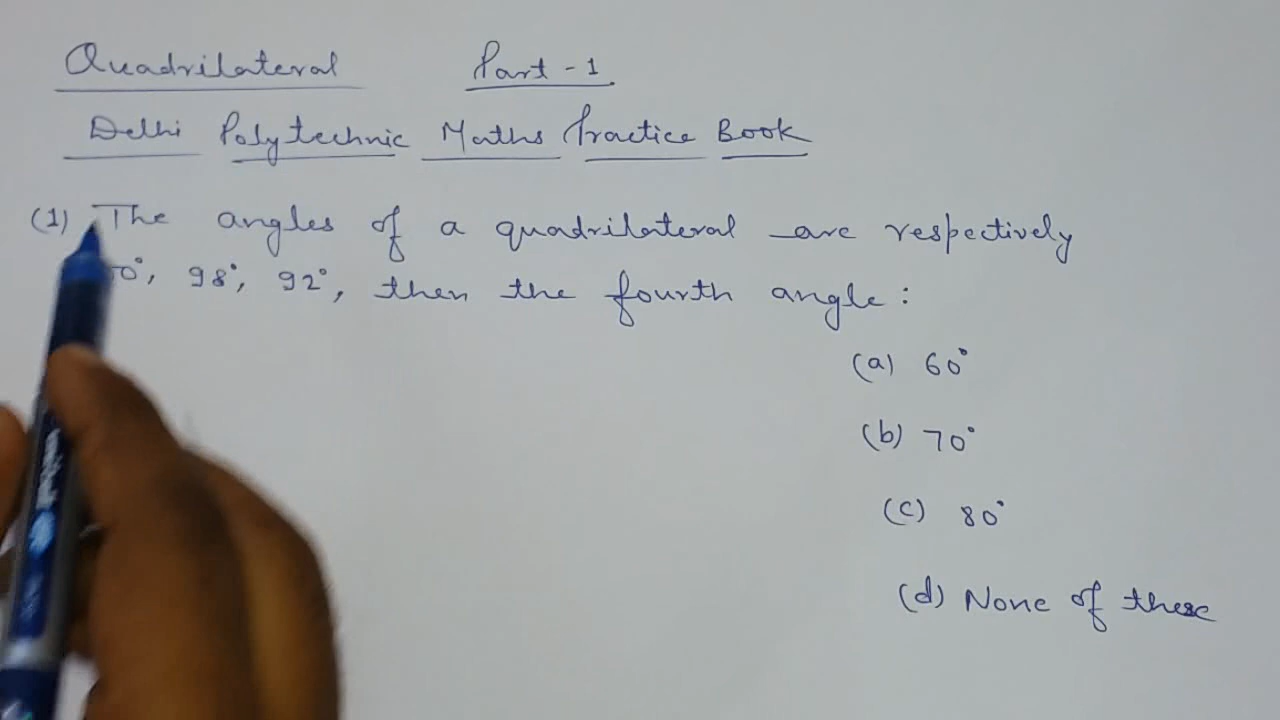 Quadrilateral Part - 1
Delhi Polytechnic Maths Practice Book
(1) The angles of a quadrilateral are respectively
98°, 92°, then the fourth angle :
(a) 60°
(b) 70°
(c) 80°
(d) None of these